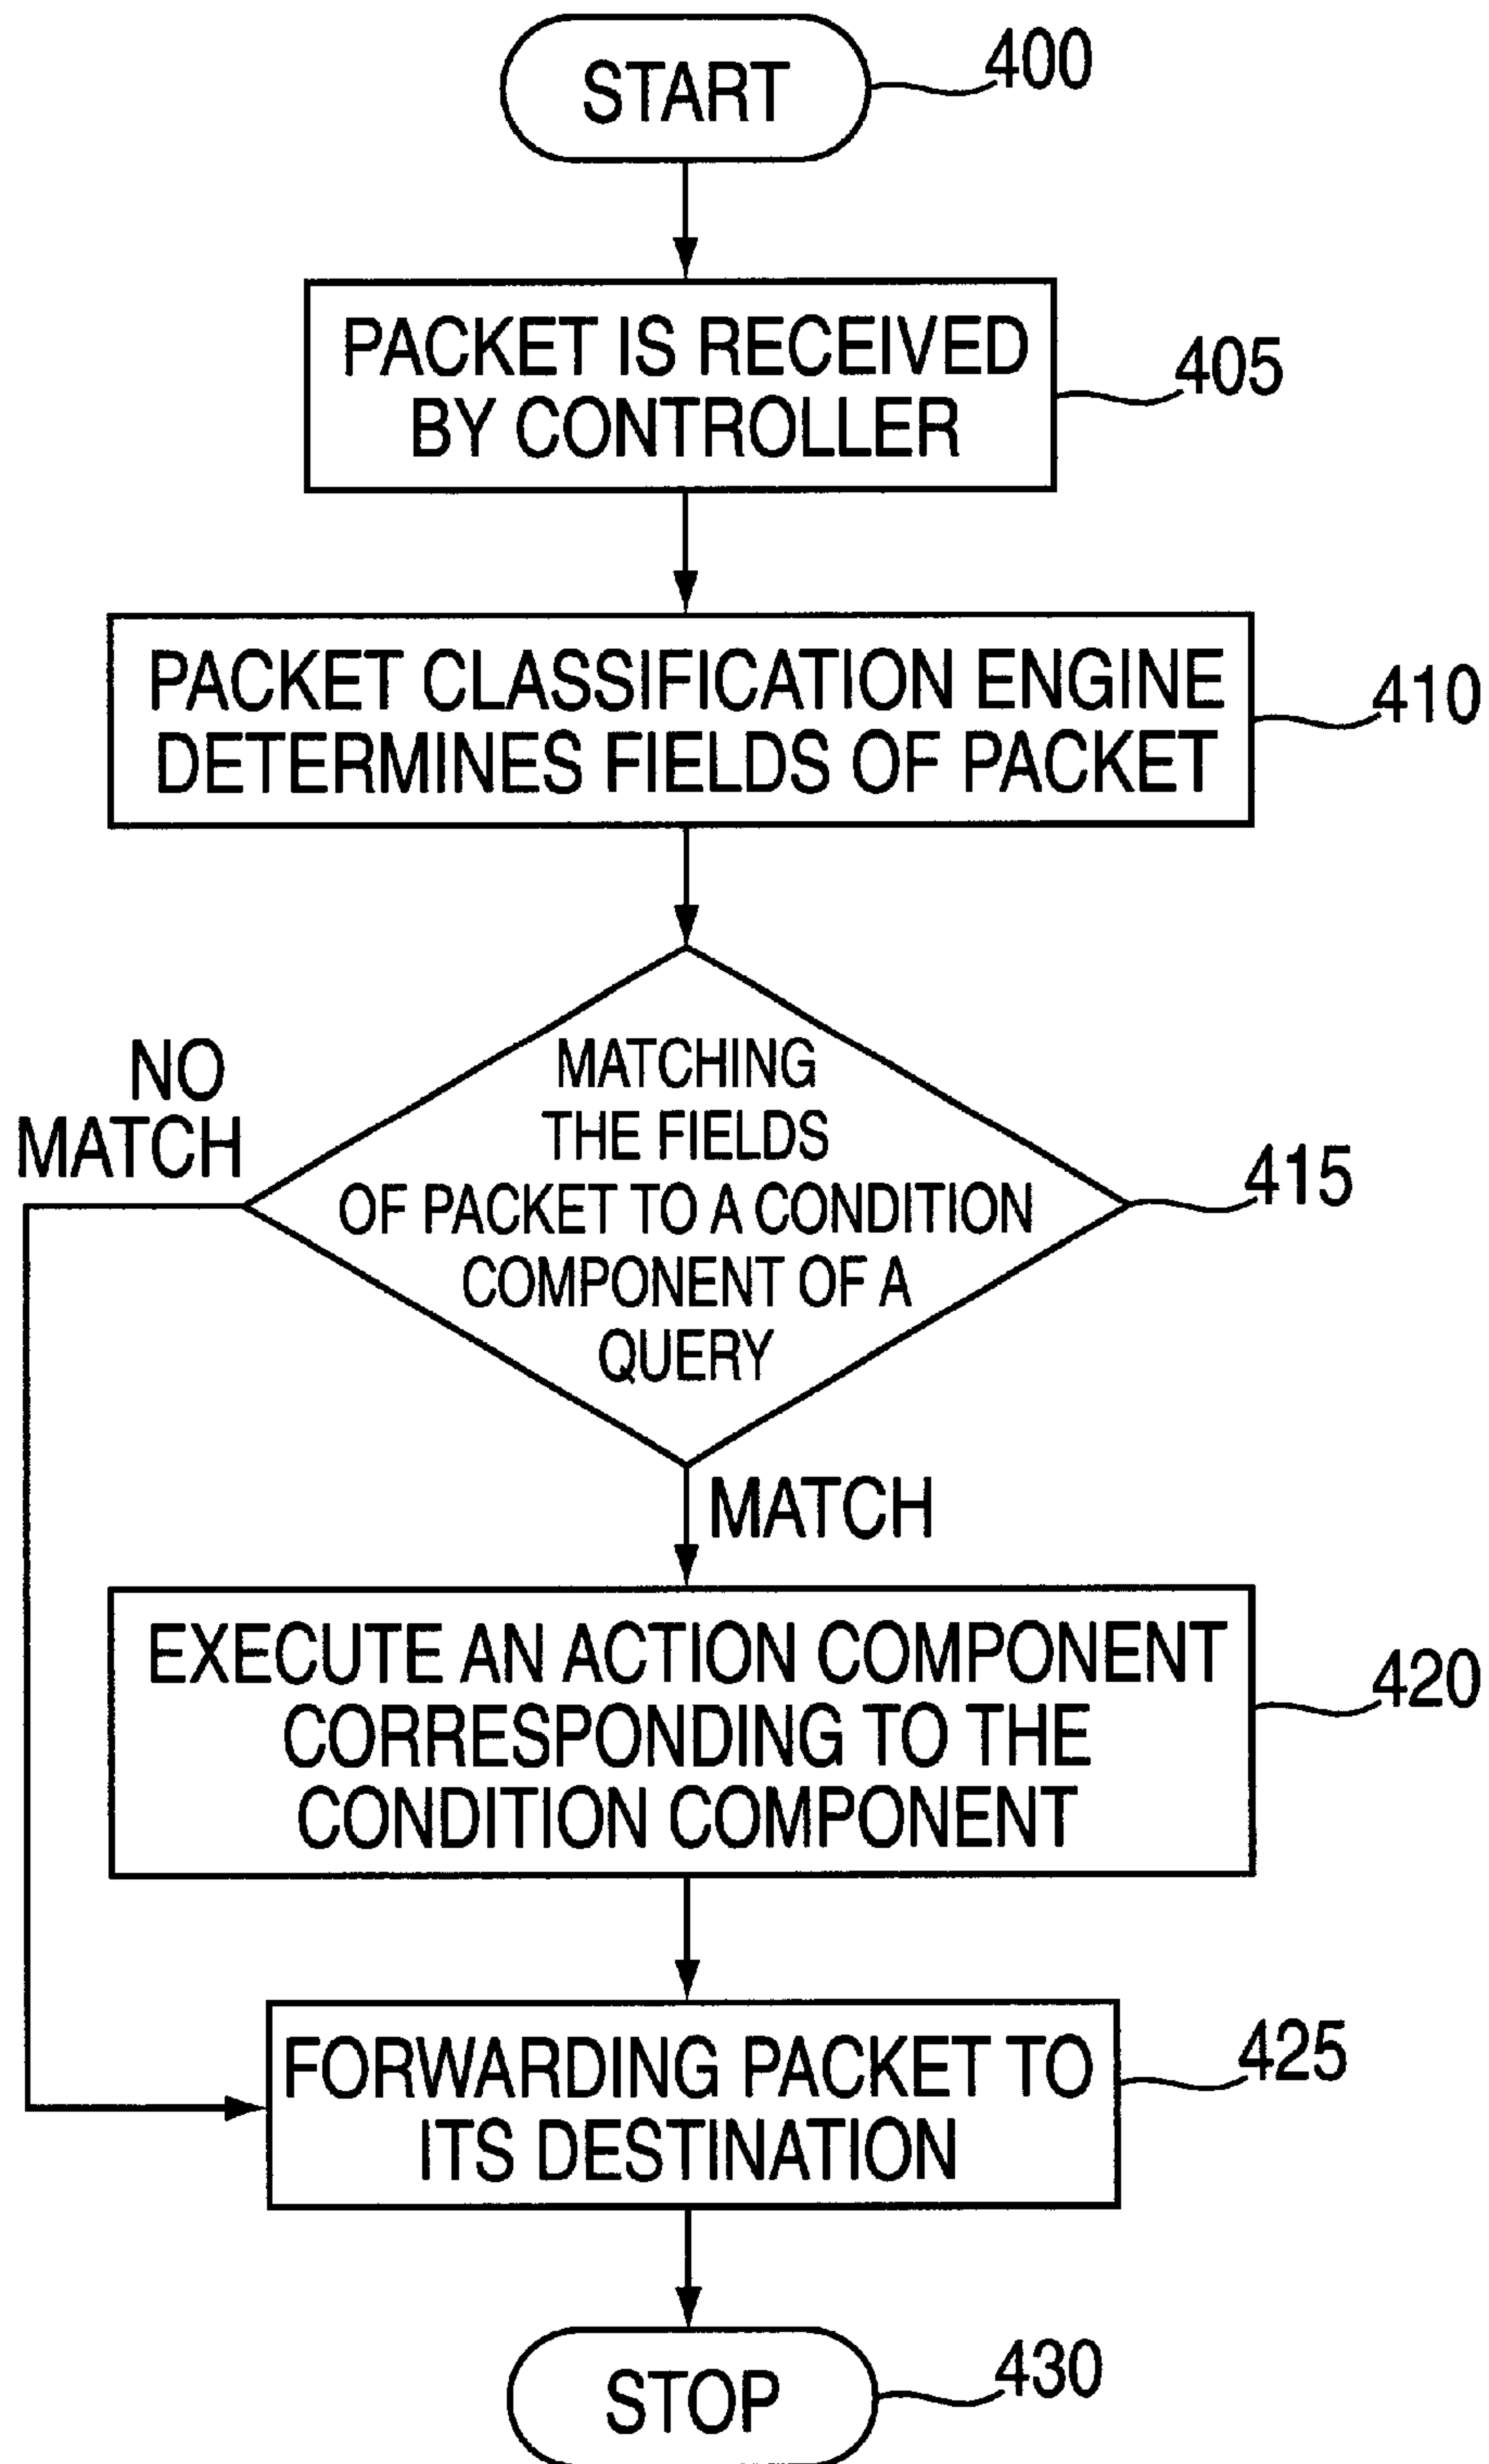 START
400
PACKET IS RECEIVED
BY CONTROLLER
405
PACKET CLASSIFICATION ENGINE
DETERMINES FIELDS OF PACKET
410
NO
MATCH
MATCHING
THE FIELDS
OF PACKET TO A CONDITION
COMPONENT OF A
QUERY
415
MATCH
EXECUTE AN ACTION COMPONENT
CORRESPONDING TO THE
CONDITION COMPONENT
420
FORWARDING PACKET TO
ITS DESTINATION
425
STOP
430